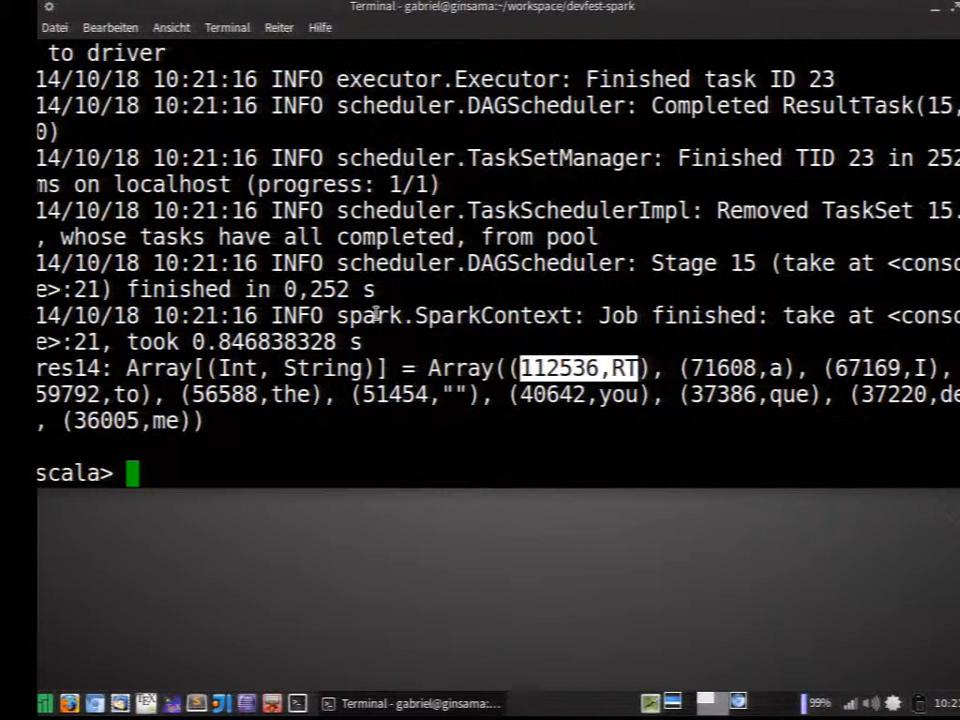 Terminal - gabriel@ginsama:~/workspace/devfest-spark
Datei Bearbeiten Ansicht Terminal Reiter Hilfe
to driver
14/10/18 10:21:16 INFO executor.Executor: Finished task ID 23
14/10/18 10:21:16 INFO scheduler.DAGScheduler: Completed ResultTask(15,
0)
14/10/18 10:21:16 INFO scheduler.TaskSetManager: Finished TID 23 in 252
ms on localhost (progress: 1/1)
14/10/18 10:21:16 INFO scheduler.TaskSchedulerImpl: Removed TaskSet 15.
, whose tasks have all completed, from pool
14/10/18 10:21:16 INFO scheduler.DAGScheduler: Stage 15 (take at <conso
e>:21) finished in 0,252 s
14/10/18 10:21:16 INFO spark.SparkContext: Job finished: take at <conso
e>:21, took 0.846838328 s
res14: Array[(Int, String)] = Array((112536,RT), (71608,a), (67169,I),
59792,to), (56588,the), (51454,""), (40642,you), (37386,que), (37220,de
, (36005,me))
scala>
Terminal - gabriel@ginsama:~/workspac...
99%
10:2